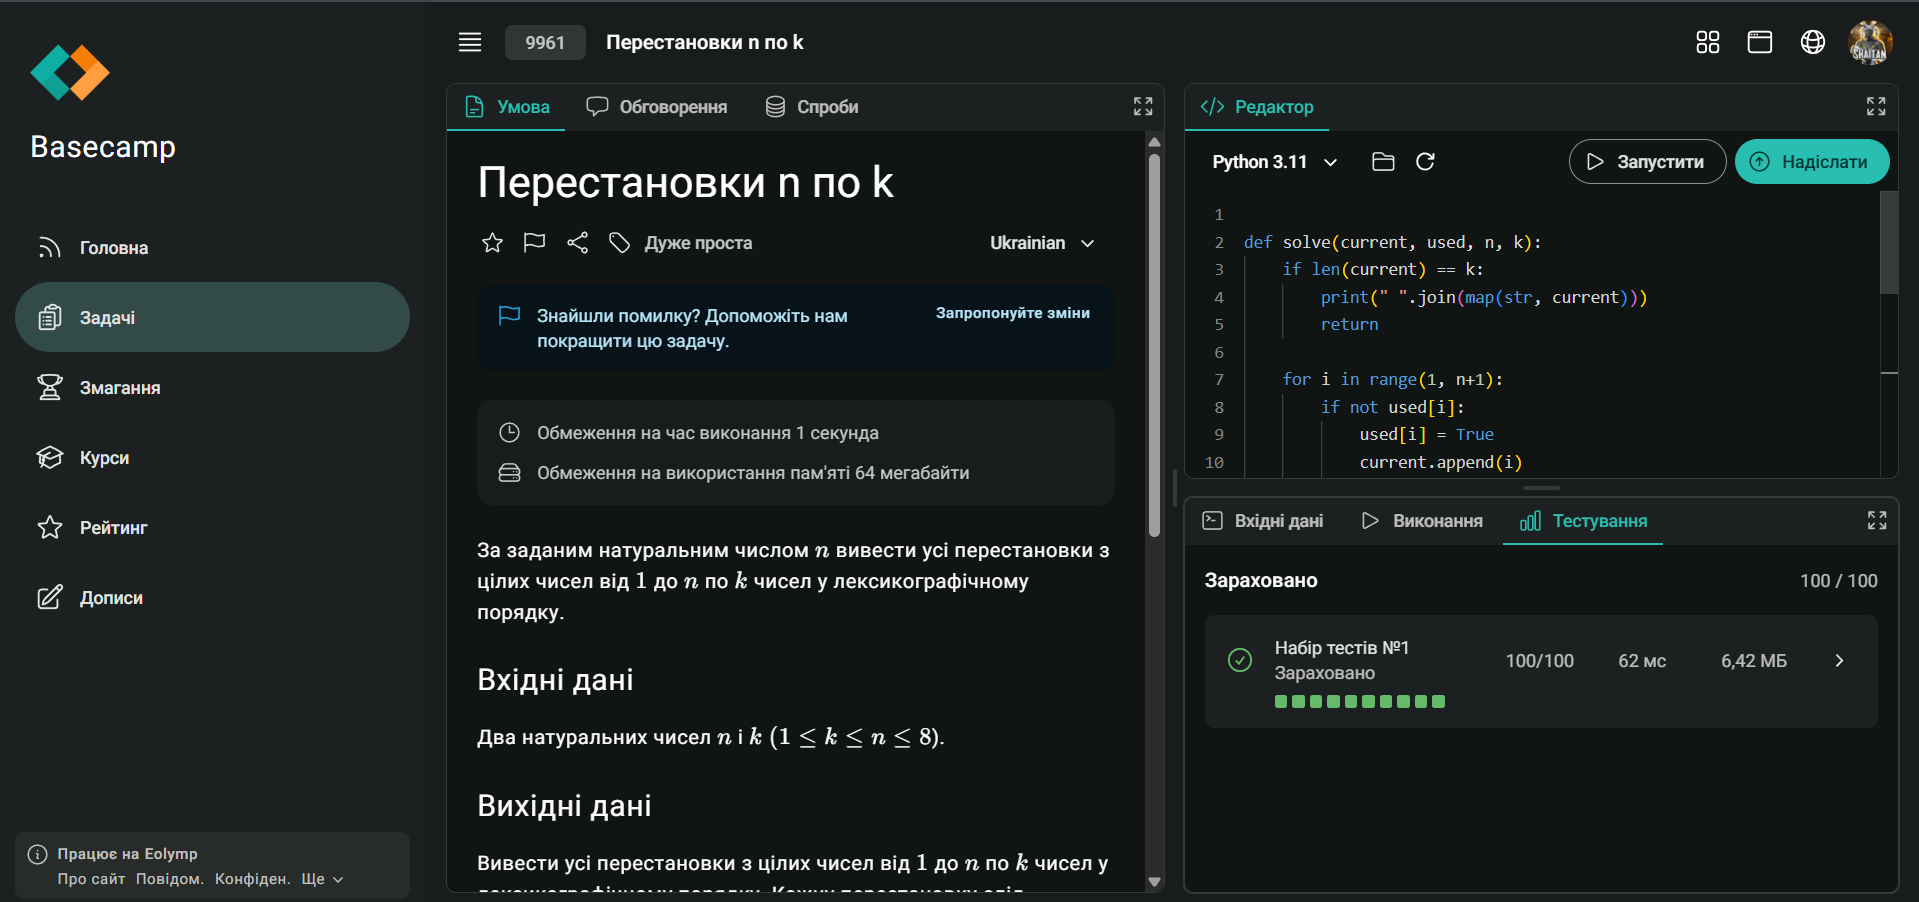 Basecamp
Головна
Задачі
Змагання
Курси
Рейтинг
Дописи
Працює на Eolymp
Про сайт Повідом. Конфіден. Ще
9961 Перестановки n по k
SHAITAN
Умова Обговорення Спроби
Перестановки n по k
Дуже проста Ukrainian
Знайшли помилку? Допоможіть нам
покращити цю задачу.
Запропонуйте зміни
Обмеження на час виконання 1 секунда
Обмеження на використання пам'яті 64 мегабайти
За заданим натуральним числом n вивести усі перестановки з
цілих чисел від 1 до n по k чисел у лексикографічному
порядку.
Вхідні дані
Два натуральних чисел n і k (1 ≤ k ≤ n ≤ 8).
Вихідні дані
Вивести усі перестановки з цілих чисел від 1 до n по k чисел у
лексикографічному порядку. Кожну перестановку слід
Редактор
Python 3.11 Запустити Надіслати
1
2 def solve(current, used, n, k):
3 if len(current) == k:
4 print(" ".join(map(str, current)))
5 return
6
7 for i in range(1, n+1):
8 if not used[i]:
9 used[i] = True
10 current.append(i)
Вхідні дані Виконання Тестування
Зараховано 100 / 100
Набір тестів №1
Зараховано
100/100 62 мс 6,42 МБ